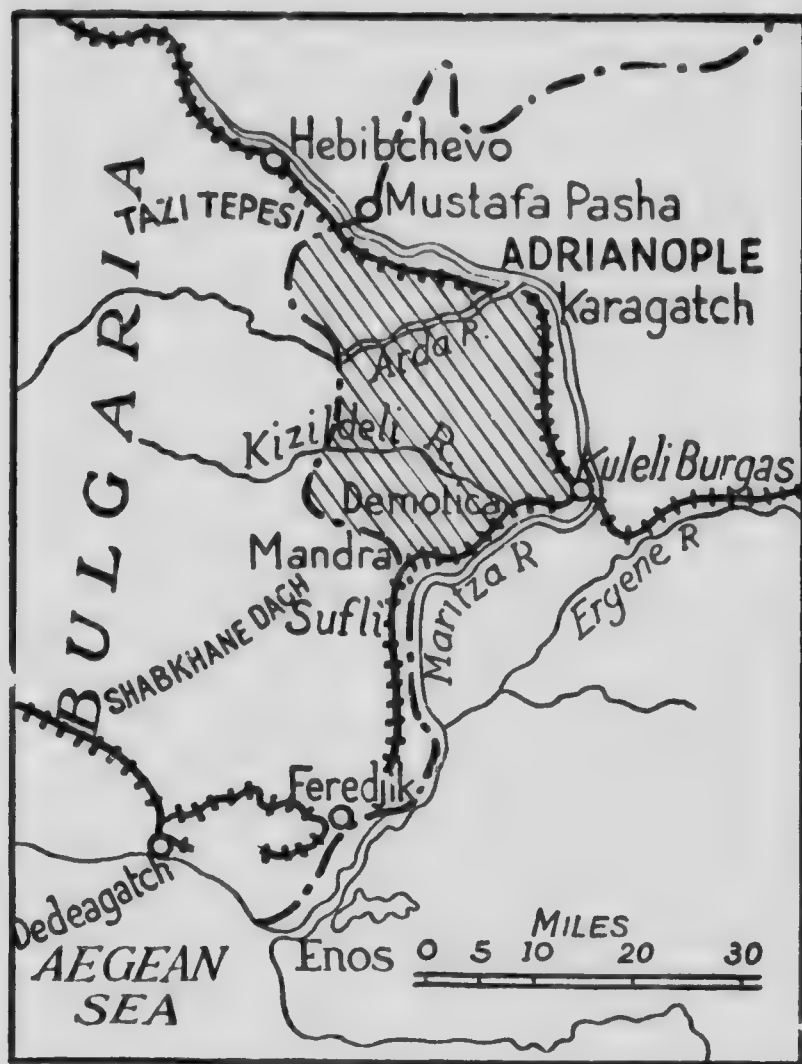 Hebibchevo
TAZI TEPESI
Mustafa Pasha
ADRIANOPLE
Karagatch
BULGARIA
Arda R.
Kizildeli R.
Kuleli Burgas
Demotica
Mandra
Maritza R
Ergene R
Sufli
SHABKHANE DAGH
Feredjik
Dedeagatch
Enos
AEGEAN
SEA
MILES
0 5 10 20 30